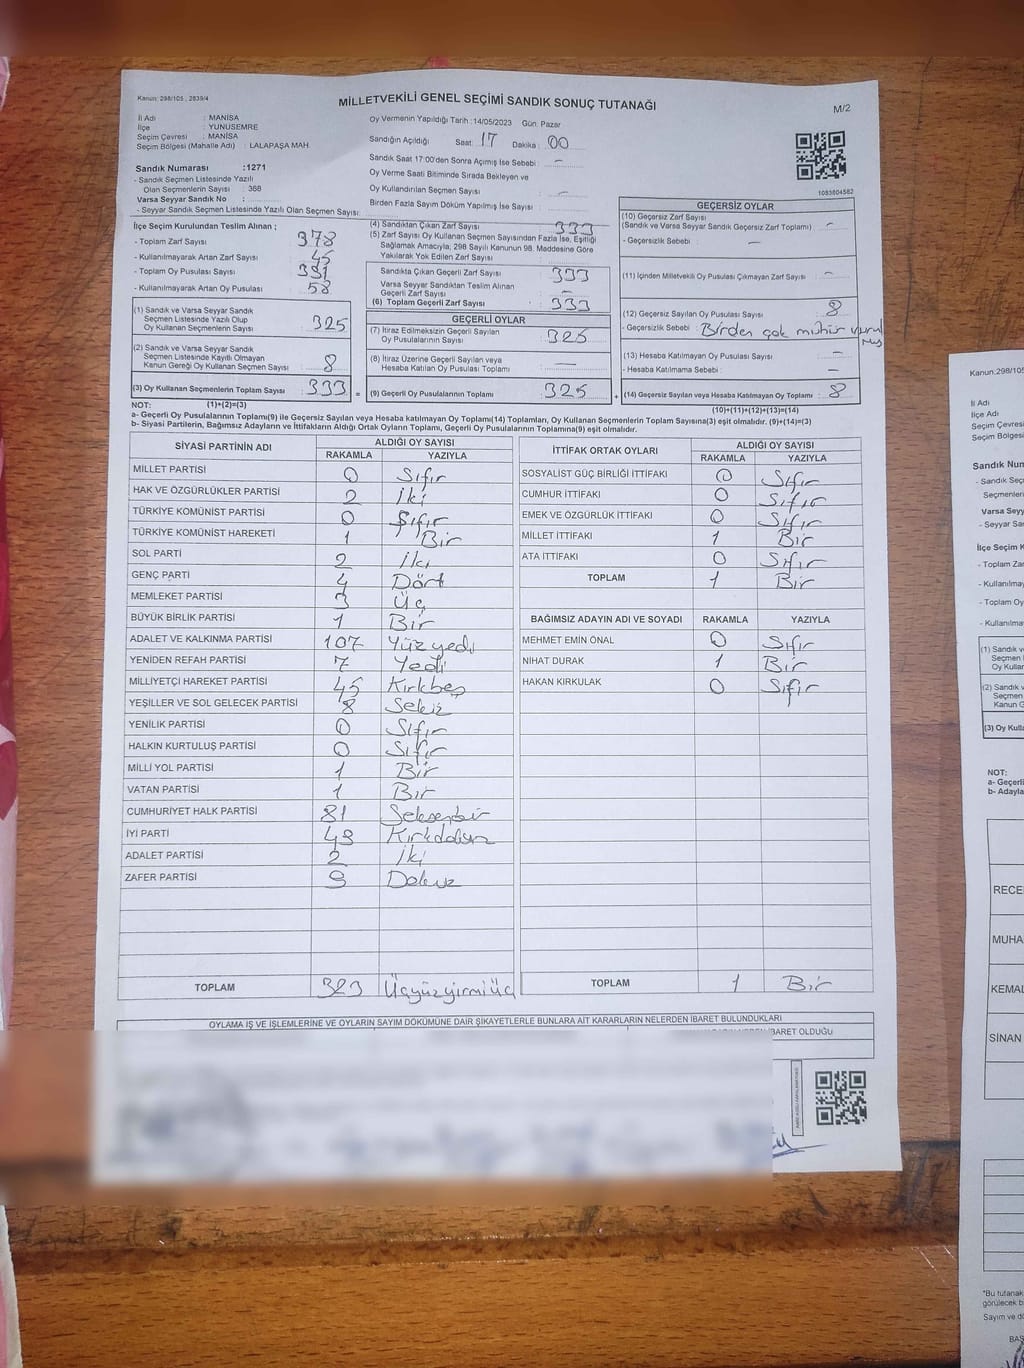 Kanun: 298/105 , 2839/4
MİLLETVEKİLİ GENEL SEÇİMİ SANDIK SONUÇ TUTANAĞI
M/2
İl Adı : MANİSA
İlçe : YUNUSEMRE
Seçim Çevresi : MANİSA
Seçim Bölgesi (Mahalle Adı) : LALAPAŞA MAH.
Sandık Numarası :1271
- Sandık Seçmen Listesinde Yazılı
Olan Seçmenlerin Sayısı : 368
Varsa Seyyar Sandık No :
- Seyyar Sandık Seçmen Listesinde Yazılı Olan Seçmen Sayısı:
Oy Vermenin Yapıldığı Tarih :14/05/2023 Gün: Pazar
Sandığın Açıldığı Saat: 17 Dakika: 00
Sandık Saat 17:00'den Sonra Açımış İse Sebebi : –
Oy Verme Saati Bitiminde Sırada Bekleyen ve
Oy Kullandırılan Seçmen Sayısı : –
Birden Fazla Sayım Döküm Yapılmış İse Sayısı :
1083804582
İlçe Seçim Kurulundan Teslim Alınan ;
- Toplam Zarf Sayısı : 378
- Kullanılmayarak Artan Zarf Sayısı : 45
- Toplam Oy Pusulası Sayısı : 391
- Kullanılmayarak Artan Oy Pusulası : 58
(1) Sandık ve Varsa Seyyar Sandık
Seçmen Listesinde Yazılı Olup
Oy Kullanan Seçmenlerin Sayısı : 325
(2) Sandık ve Varsa Seyyar Sandık
Seçmen Listesinde Kayıtlı Olmayan
Kanun Gereği Oy Kullanan Seçmen Sayısı : 8
(3) Oy Kullanan Seçmenlerin Toplam Sayısı : 333
(1)+(2)=(3)
(4) Sandıktan Çıkan Zarf Sayısı : 333
(5) Zarf Sayısı Oy Kullanan Seçmen Sayısından Fazla İse, Eşitliği
Sağlamak Amacıyla; 298 Sayılı Kanunun 98. Maddesine Göre
Yakılarak Yok Edilen Zarf Sayısı :
Sandıkta Çıkan Geçerli Zarf Sayısı : 333
Varsa Seyyar Sandıktan Teslim Alınan
Geçerli Zarf Sayısı : –
(6) Toplam Geçerli Zarf Sayısı : 333
GEÇERLİ OYLAR
(7) İtiraz Edilmeksizin Geçerli Sayılan
Oy Pusulalarının Sayısı : 325
(8) İtiraz Üzerine Geçerli Sayılan veya
Hesaba Katılan Oy Pusulası Toplamı : –
= (9) Geçerli Oy Pusulalarının Toplamı : 325
GEÇERSİZ OYLAR
(10) Geçersiz Zarf Sayısı
(Sandık ve Varsa Seyyar Sandık Geçersiz Zarf Toplamı) : –
- Geçersizlik Sebebi : –
(11) İçinden Milletvekili Oy Pusulası Çıkmayan Zarf Sayısı : –
(12) Geçersiz Sayılan Oy Pusulası Sayısı : 8
- Geçersizlik Sebebi : Birden çok mühür vurulmuş
(13) Hesaba Katılmayan Oy Pusulası Sayısı : –
- Hesaba Katılmama Sebebi : –
+ (14) Geçersiz Sayılan veya Hesaba Katılmayan Oy Toplamı : 8
(10)+(11)+(12)+(13)=(14)
NOT:
a- Geçerli Oy Pusulalarının Toplamı(9) ile Geçersiz Sayılan veya Hesaba katılmayan Oy Toplamı(14) Toplamları, Oy Kullanan Seçmenlerin Toplam Sayısına(3) eşit olmalıdır. (9)+(14)=(3)
b- Siyasi Partilerin, Bağımsız Adayların ve İttifakların Aldığı Ortak Oyların Toplamı, Geçerli Oy Pusulalarının Toplamına(9) eşit olmalıdır.
SİYASİ PARTİNİN ADI ALDIĞI OY SAYISI
RAKAMLA YAZIYLA
MİLLET PARTİSİ 0 Sıfır
HAK VE ÖZGÜRLÜKLER PARTİSİ 2 İki
TÜRKİYE KOMÜNİST PARTİSİ 0 Sıfır
TÜRKİYE KOMÜNİST HAREKETİ 1 Bir
SOL PARTİ 2 İki
GENÇ PARTİ 4 Dört
MEMLEKET PARTİSİ 3 Üç
BÜYÜK BİRLİK PARTİSİ 1 Bir
ADALET VE KALKINMA PARTİSİ 107 Yüzyedi
YENİDEN REFAH PARTİSİ 7 Yedi
MİLLİYETÇİ HAREKET PARTİSİ 45 Kırkbeş
YEŞİLLER VE SOL GELECEK PARTİSİ 8 Sekiz
YENİLİK PARTİSİ 0 Sıfır
HALKIN KURTULUŞ PARTİSİ 0 Sıfır
MİLLİ YOL PARTİSİ 1 Bir
VATAN PARTİSİ 1 Bir
CUMHURİYET HALK PARTİSİ 81 Seksenbir
İYİ PARTİ 49 Kırkdokuz
ADALET PARTİSİ 2 İki
ZAFER PARTİSİ 9 Dokuz
TOPLAM 323 Üçyüzyirmiüç
İTTİFAK ORTAK OYLARI ALDIĞI OY SAYISI
RAKAMLA YAZIYLA
SOSYALİST GÜÇ BİRLİĞİ İTTİFAKI 0 Sıfır
CUMHUR İTTİFAKI 0 Sıfır
EMEK VE ÖZGÜRLÜK İTTİFAKI 0 Sıfır
MİLLET İTTİFAKI 1 Bir
ATA İTTİFAKI 0 Sıfır
TOPLAM 1 Bir
BAĞIMSIZ ADAYIN ADI VE SOYADI RAKAMLA YAZIYLA
MEHMET EMİN ÖNAL 0 Sıfır
NİHAT DURAK 1 Bir
HAKAN KIRKULAK 0 Sıfır
TOPLAM 1 Bir
OYLAMA İŞ VE İŞLEMLERİNE VE OYLARIN SAYIM DÖKÜMÜNE DAİR ŞİKAYETLERLE BUNLARA AİT KARARLARIN NELERDEN İBARET BULUNDUKLARI
İBARET OLDUĞU
Kanun:298/105
İl Adı
İlçe Adı
Seçim Çevresi
Seçim Bölgesi
Sandık Num
- Sandık Seç
Seçmenleri
Varsa Seyy
- Seyyar Sa
İlçe Seçim K
- Toplam Za
- Kullanılmay
- Toplam Oy
- Kullanılma
(1) Sandık v
Seçmen
Oy Kullan
(2) Sandık v
Seçmen
Kanun G
(3) Oy Kulla
NOT:
a- Geçerli
b- Adayla
RECE
MUHA
KEMAL
SİNAN
*Bu tutanak
görülecek b
Sayım ve dö
BAŞ